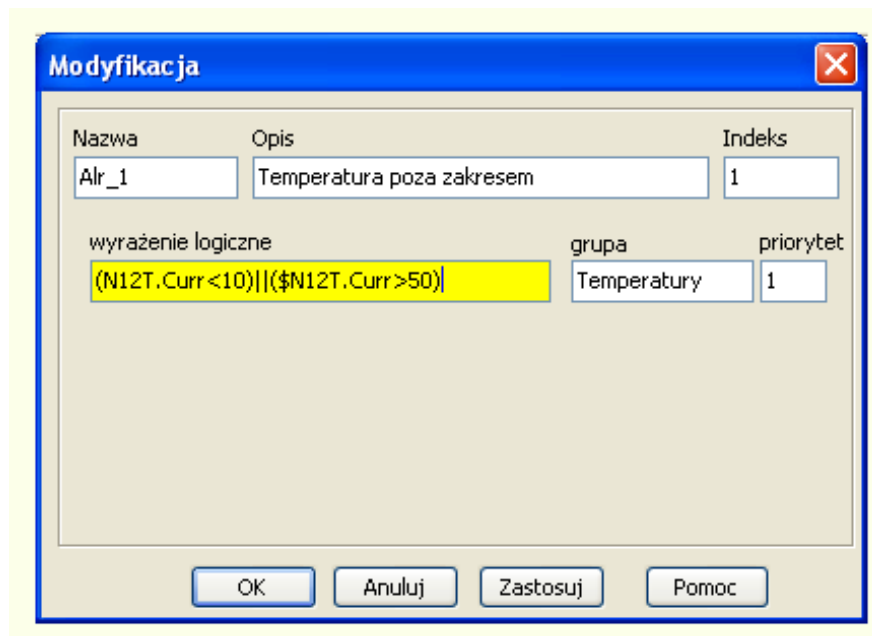 Modyfikacja
Nazwa Opis Indeks
Alr_1 Temperatura poza zakresem 1
wyrażenie logiczne grupa priorytet
(N12T.Curr<10)||($N12T.Curr>50) Temperatury 1
OK Anuluj Zastosuj Pomoc